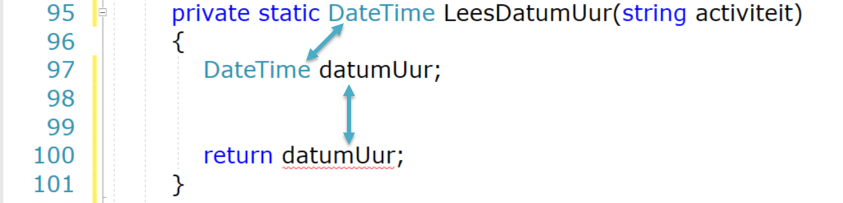 95 private static DateTime LeesDatumUur(string activiteit)
96 {
97 DateTime datumUur;
98
99
100 return datumUur;
101 }